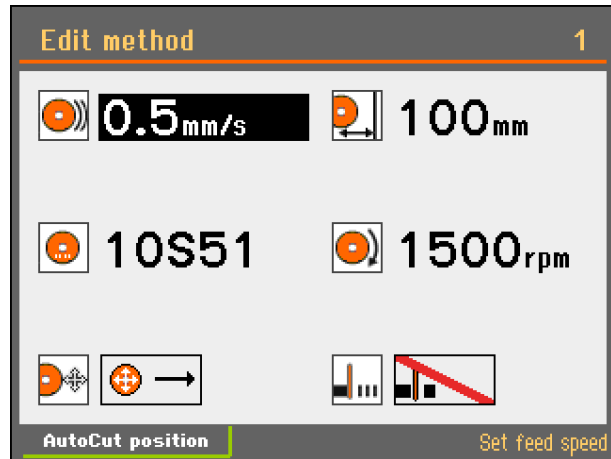 Edit method 1
0.5mm/s 100mm
10S51 1500rpm
AutoCut position Set feed speed